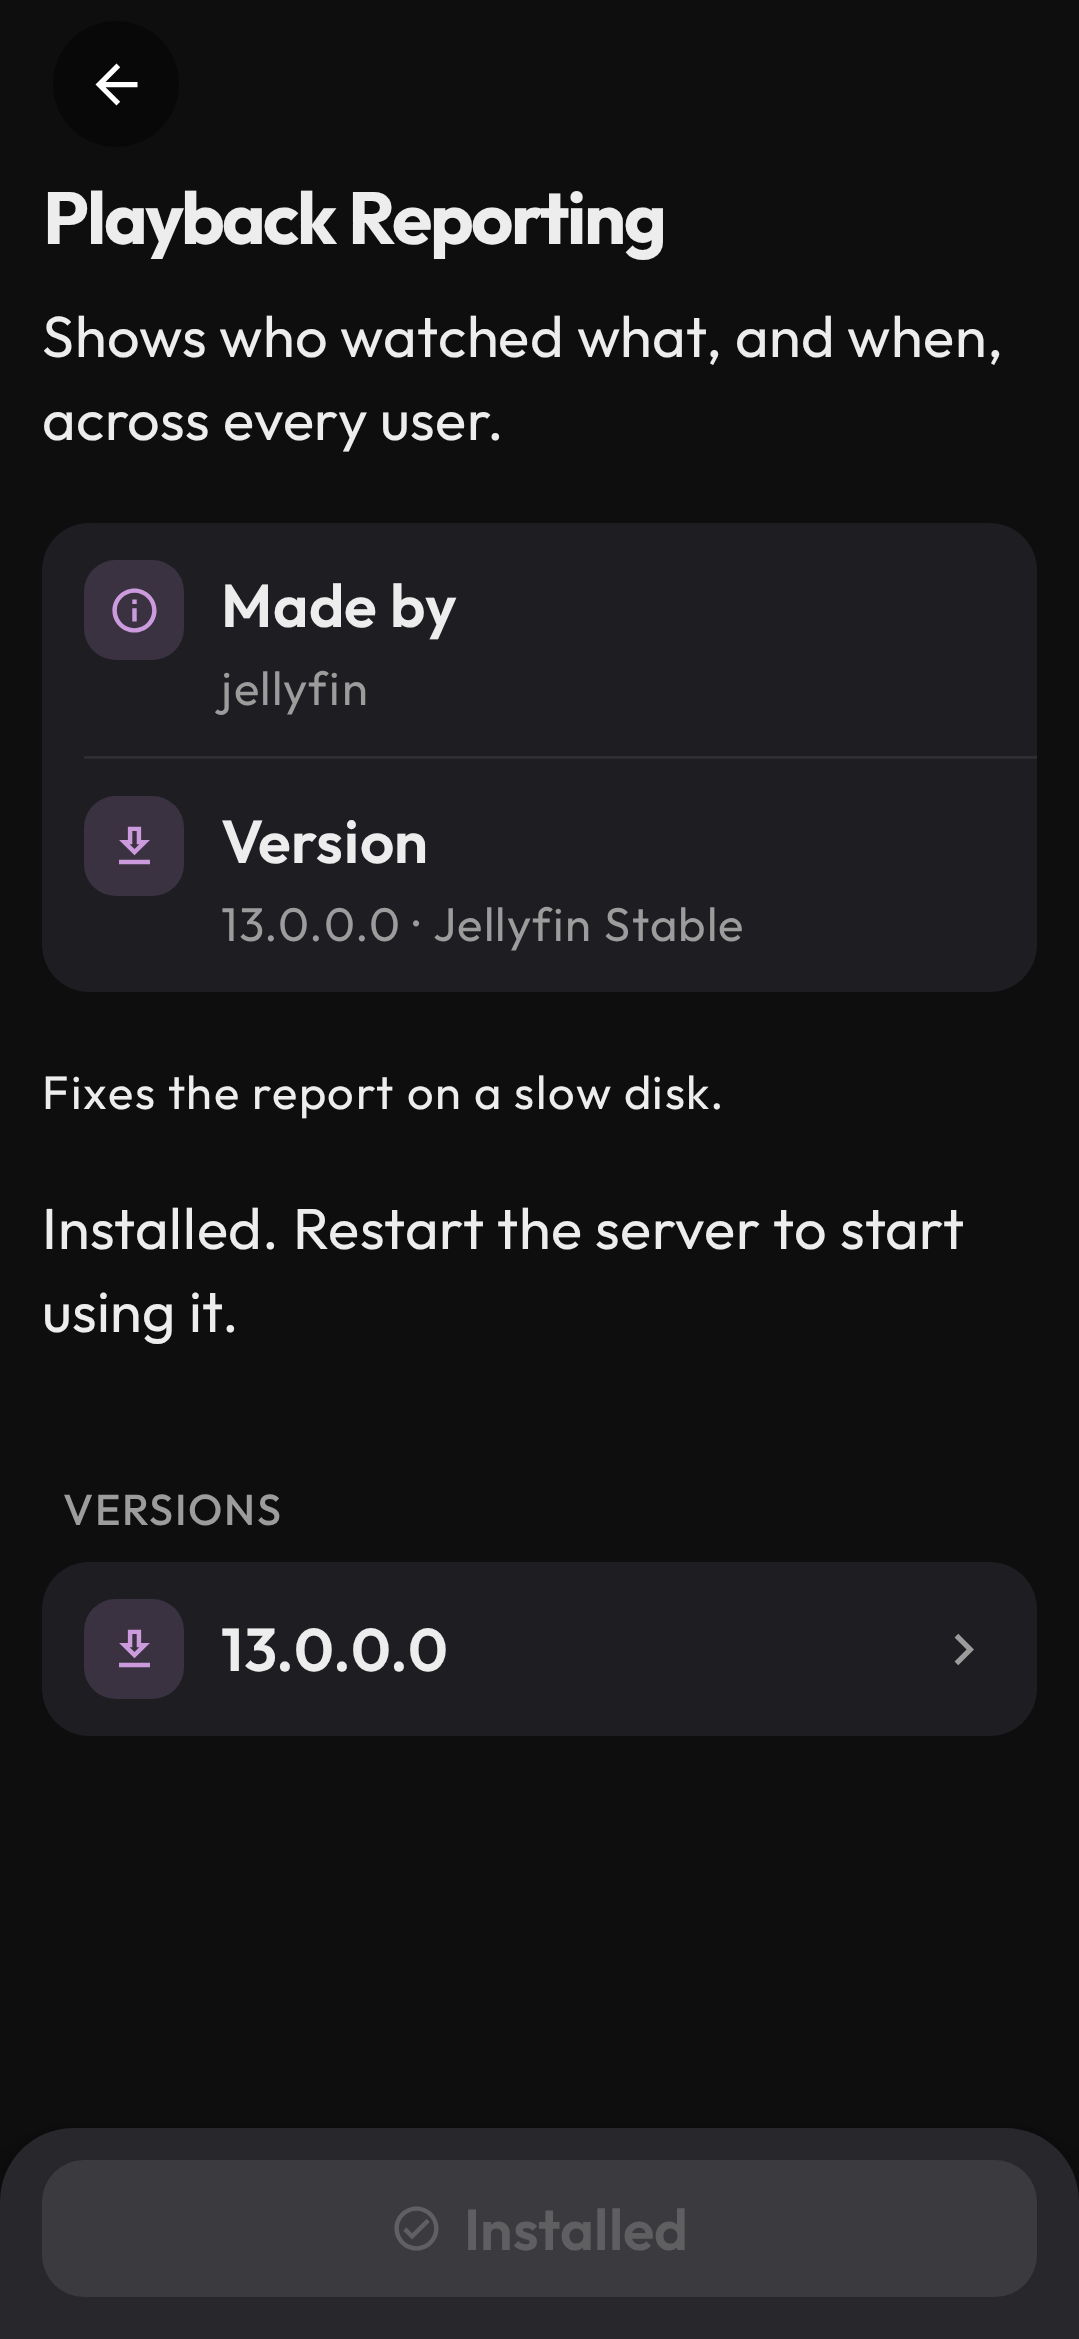 Playback Reporting
Shows who watched what, and when,
across every user.
Made by
jellyfin
Version
13.0.0.0 · Jellyfin Stable
Fixes the report on a slow disk.
Installed. Restart the server to start
using it.
VERSIONS
13.0.0.0
Installed